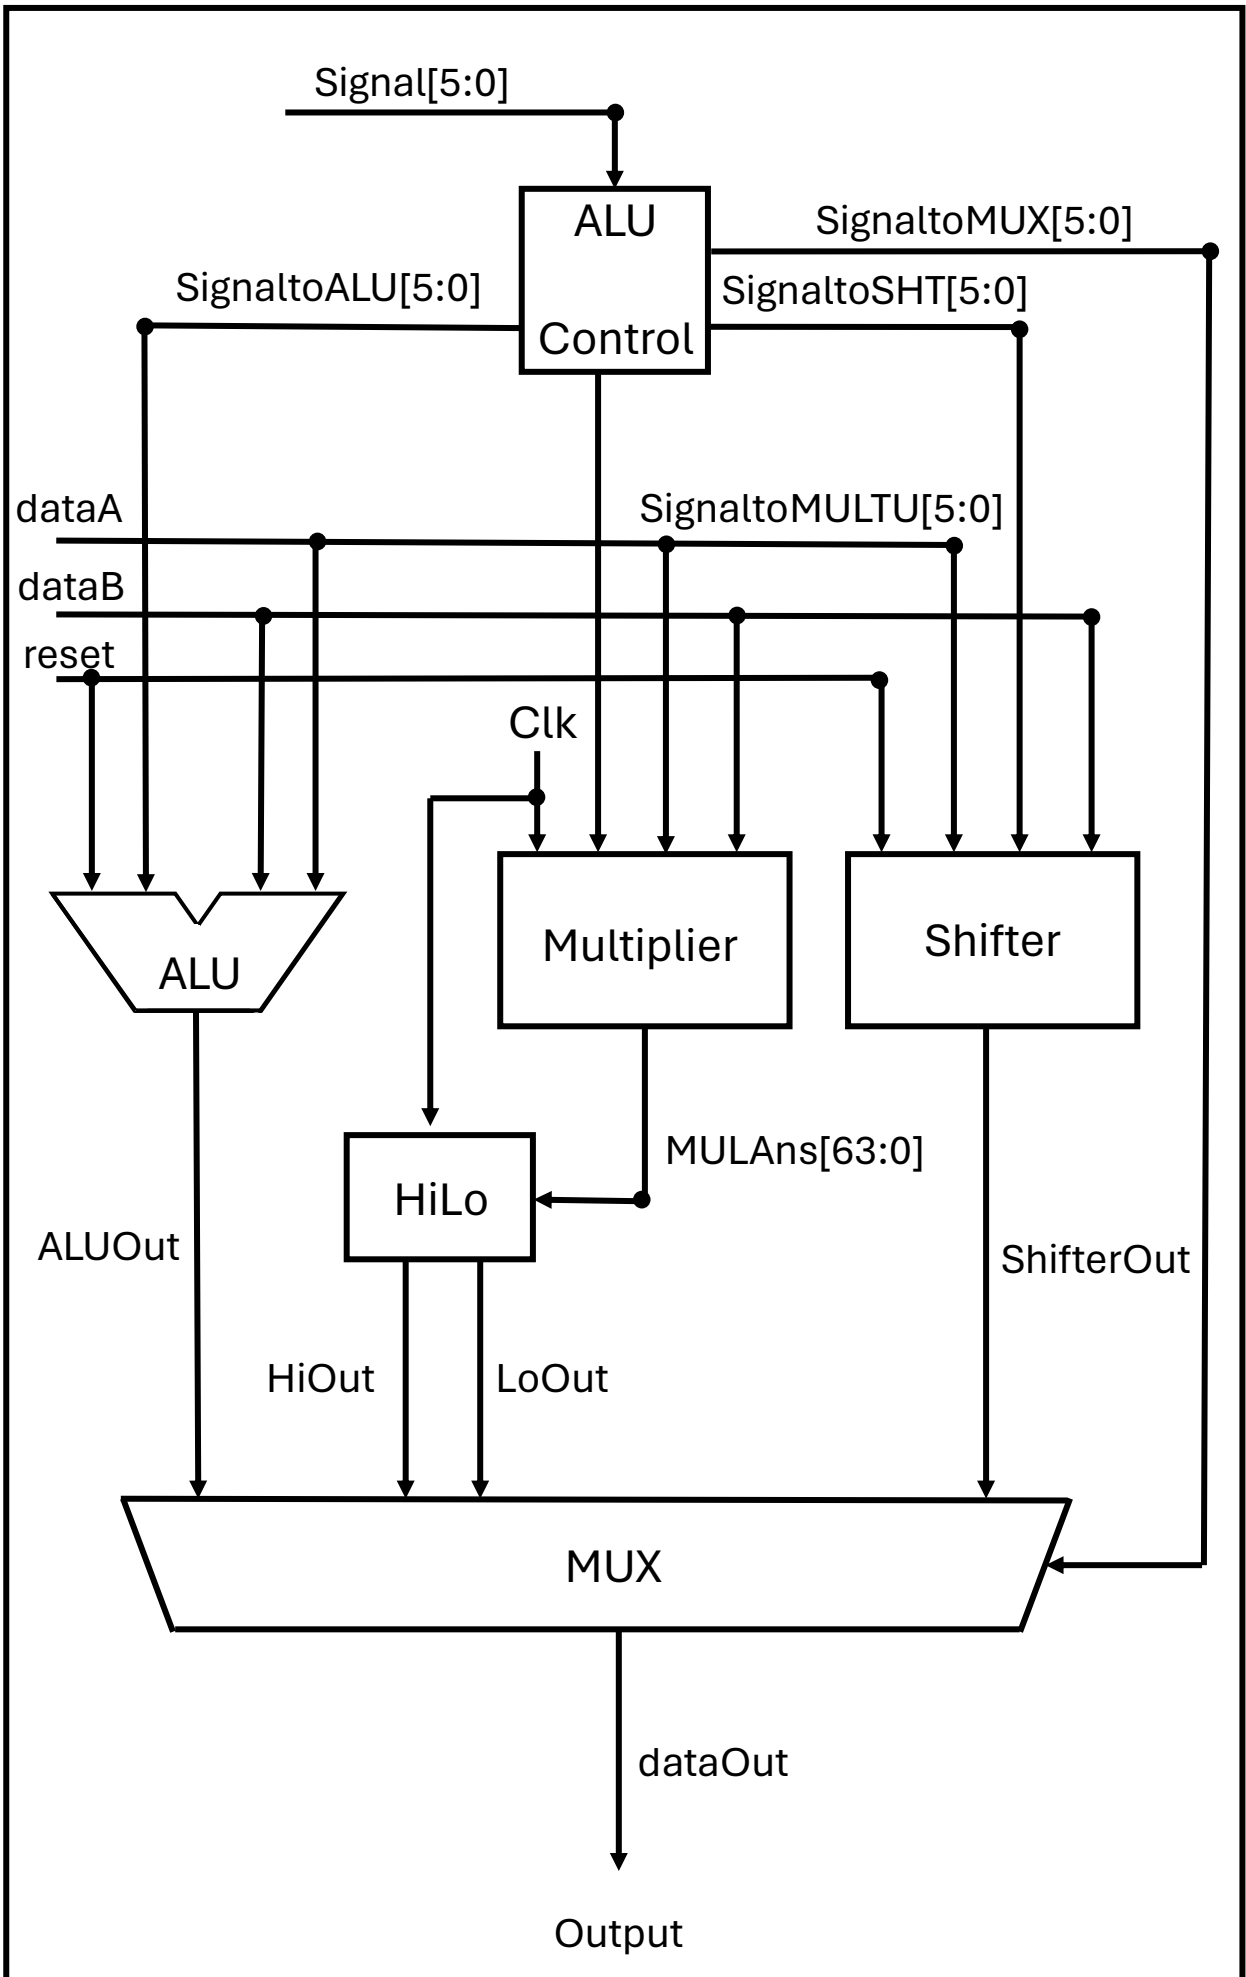 Signal[5:0]
ALU
Control
SignaltoMUX[5:0]
SignaltoALU[5:0]
SignaltoSHT[5:0]
dataA
SignaltoMULTU[5:0]
dataB
reset
Clk
ALU
Multiplier
Shifter
HiLo
MULAns[63:0]
ALUOut
ShifterOut
HiOut
LoOut
MUX
dataOut
Output